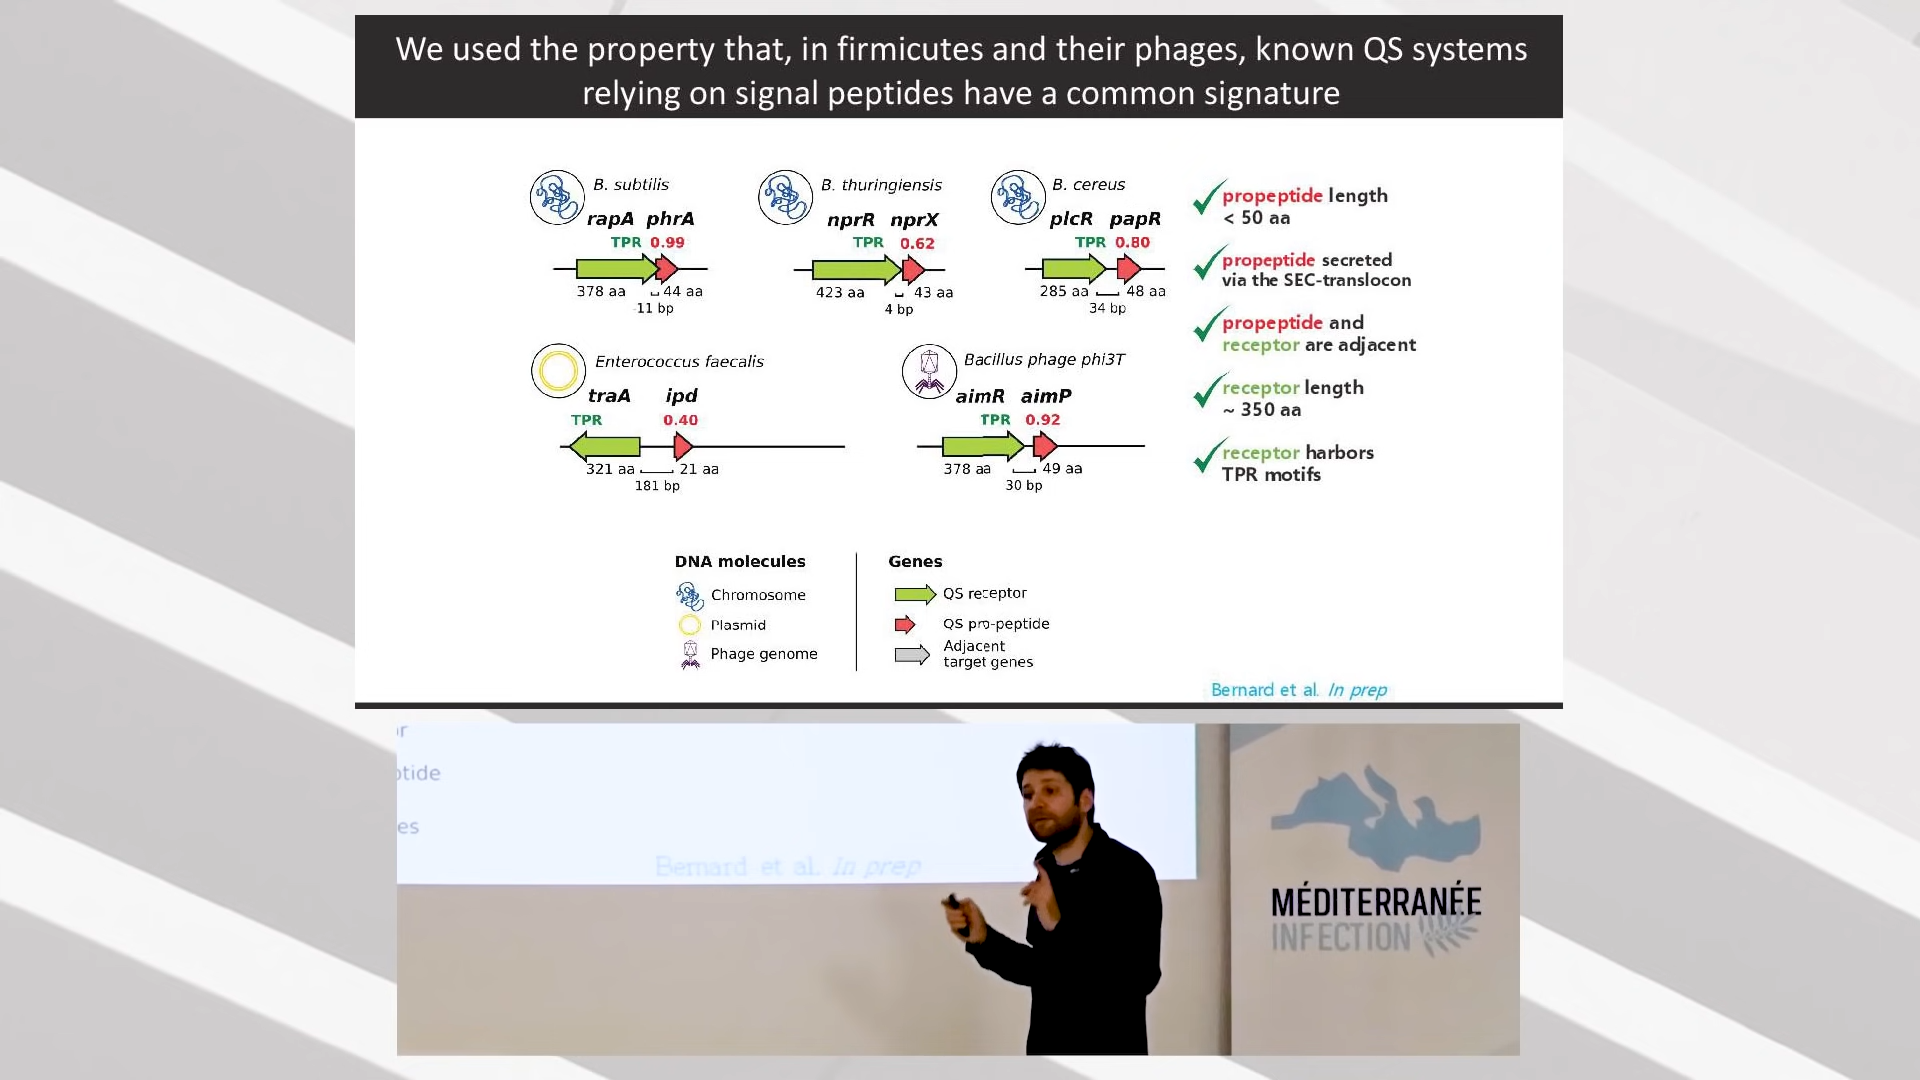 We used the property that, in firmicutes and their phages, known QS systems
relying on signal peptides have a common signature
B. subtilis
rapA phrA
TPR 0.99
378 aa 44 aa
-11 bp
B. thuringiensis
nprR nprX
TPR 0.62
423 aa 43 aa
4 bp
B. cereus
plcR papR
TPR 0.80
285 aa 48 aa
34 bp
Enterococcus faecalis
traA ipd
TPR 0.40
321 aa 21 aa
181 bp
Bacillus phage phi3T
aimR aimP
TPR 0.92
378 aa 49 aa
30 bp
propeptide length
< 50 aa
propeptide secreted
via the SEC-translocon
propeptide and
receptor are adjacent
receptor length
~ 350 aa
receptor harbors
TPR motifs
DNA molecules
Chromosome
Plasmid
Phage genome
Genes
QS receptor
QS pro-peptide
Adjacent
target genes
Bernard et al. In prep
r
ptide
es
Bernard et al. In prep
MÉDITERRANÉE
INFECTION